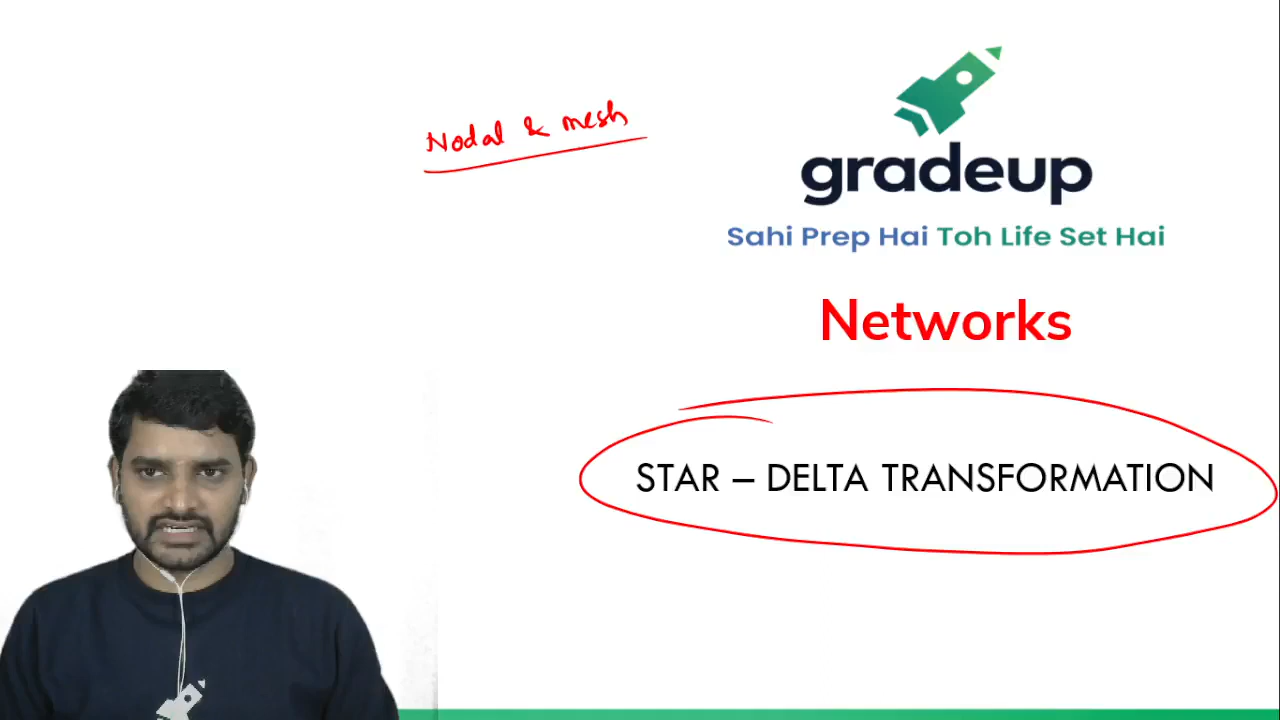 Nodal & mesh
gradeup
Sahi Prep Hai Toh Life Set Hai
Networks
STAR – DELTA TRANSFORMATION